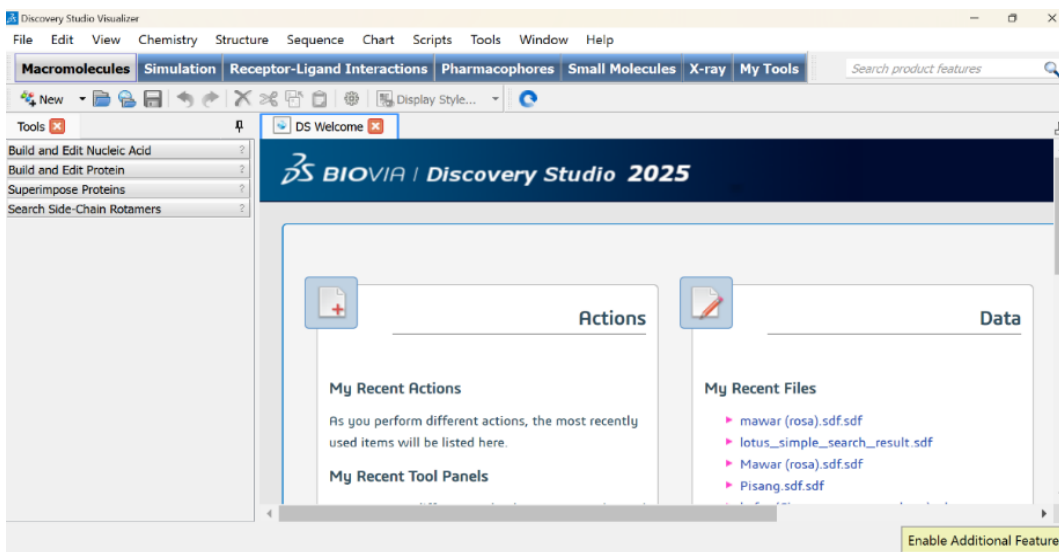 Discovery Studio Visualizer
File Edit View Chemistry Structure Sequence Chart Scripts Tools Window Help
Macromolecules Simulation Receptor-Ligand Interactions Pharmacophores Small Molecules X-ray My Tools Search product features
New Display Style...
Tools DS Welcome
Build and Edit Nucleic Acid ?
Build and Edit Protein ?
Superimpose Proteins ?
Search Side-Chain Rotamers ?
BIOVIA | Discovery Studio 2025
Actions
My Recent Actions
As you perform different actions, the most recently
used items will be listed here.
My Recent Tool Panels
Data
My Recent Files
mawar (rosa).sdf.sdf
lotus_simple_search_result.sdf
Mawar (rosa).sdf.sdf
Pisang.sdf.sdf
Enable Additional Feature